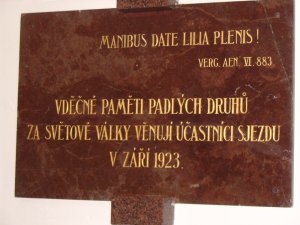 MANIBUS DATE LILIA PLENIS!
VERG. AEN. VI. 883.
VDĚČNÉ PAMĚTI PADLÝCH DRUHŮ
ZA SVĚTOVÉ VÁLKY VĚNUJÍ ÚČASTNÍCI SJEZDU
V ZÁŘÍ 1923.